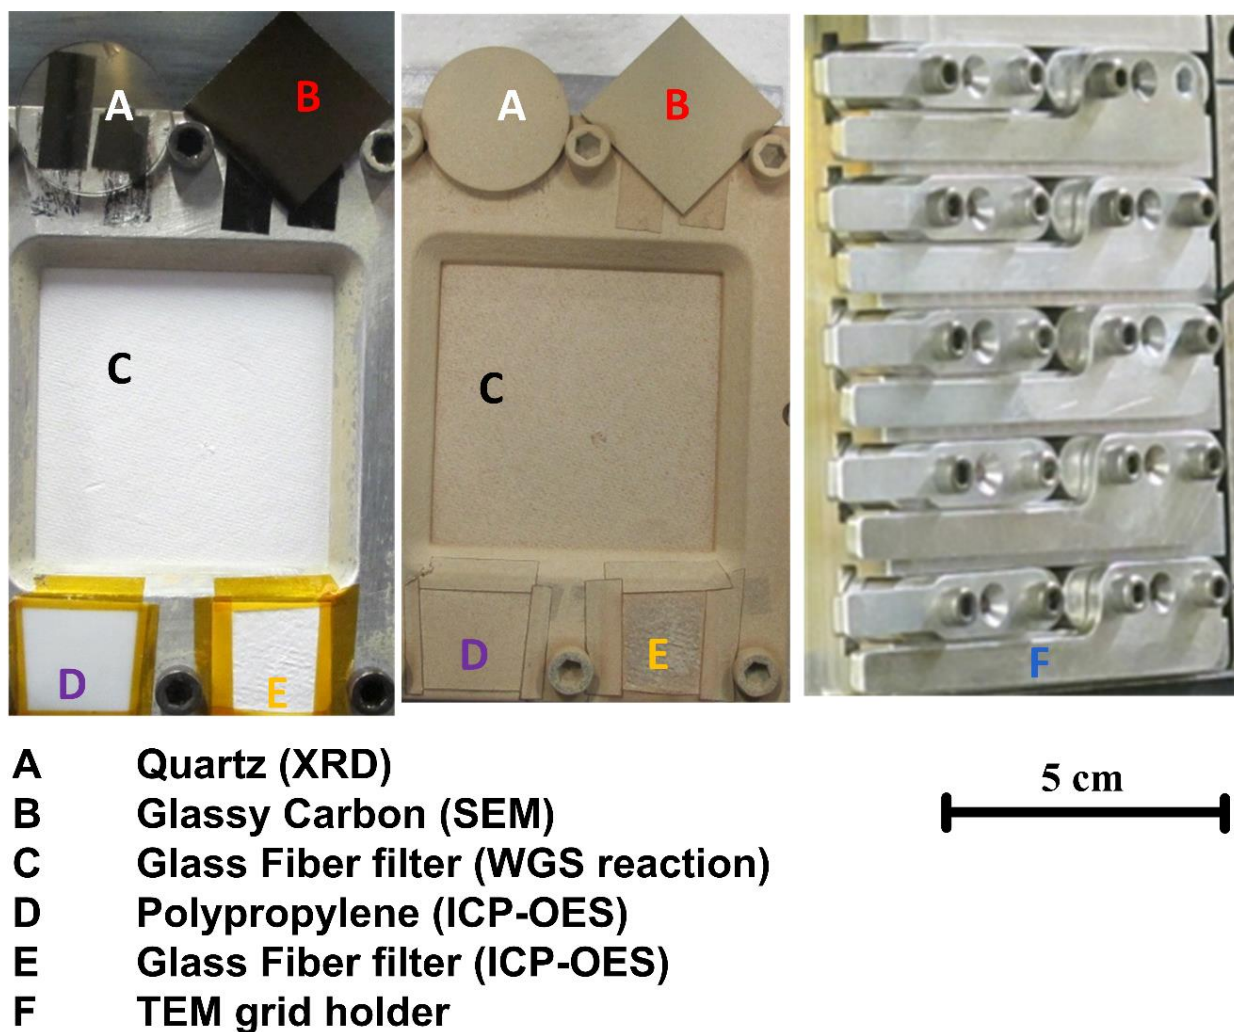 A
B
C
D
E
A
B
C
D
E
F
A Quartz (XRD)
B Glassy Carbon (SEM)
C Glass Fiber filter (WGS reaction)
D Polypropylene (ICP-OES)
E Glass Fiber filter (ICP-OES)
F TEM grid holder
5 cm